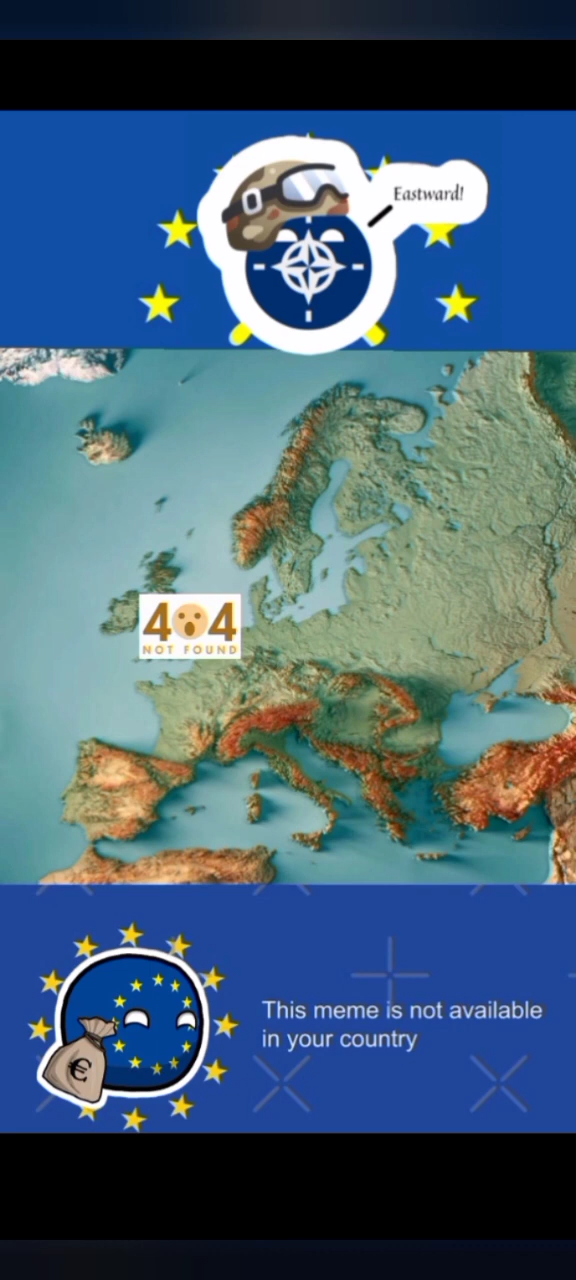 Eastward!
404
NOT FOUND
€
This meme is not available
in your country